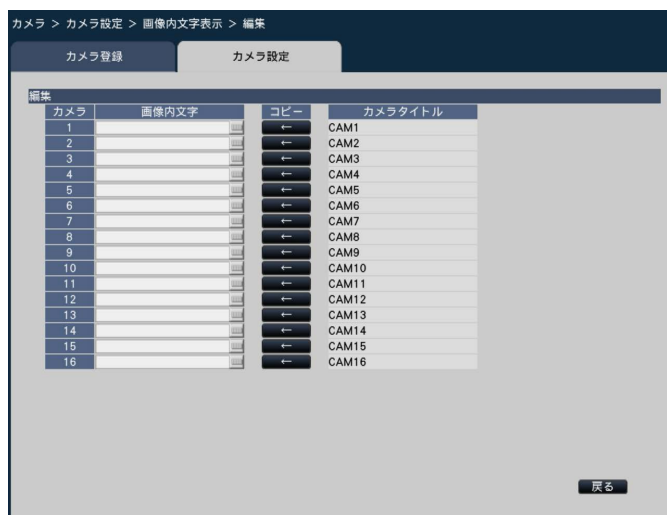 カメラ > カメラ設定 > 画像内文字表示 > 編集
カメラ登録 カメラ設定
編集
カメラ 画像内文字 コピー カメラタイトル
1 ← CAM1
2 ← CAM2
3 ← CAM3
4 ← CAM4
5 ← CAM5
6 ← CAM6
7 ← CAM7
8 ← CAM8
9 ← CAM9
10 ← CAM10
11 ← CAM11
12 ← CAM12
13 ← CAM13
14 ← CAM14
15 ← CAM15
16 ← CAM16
戻る